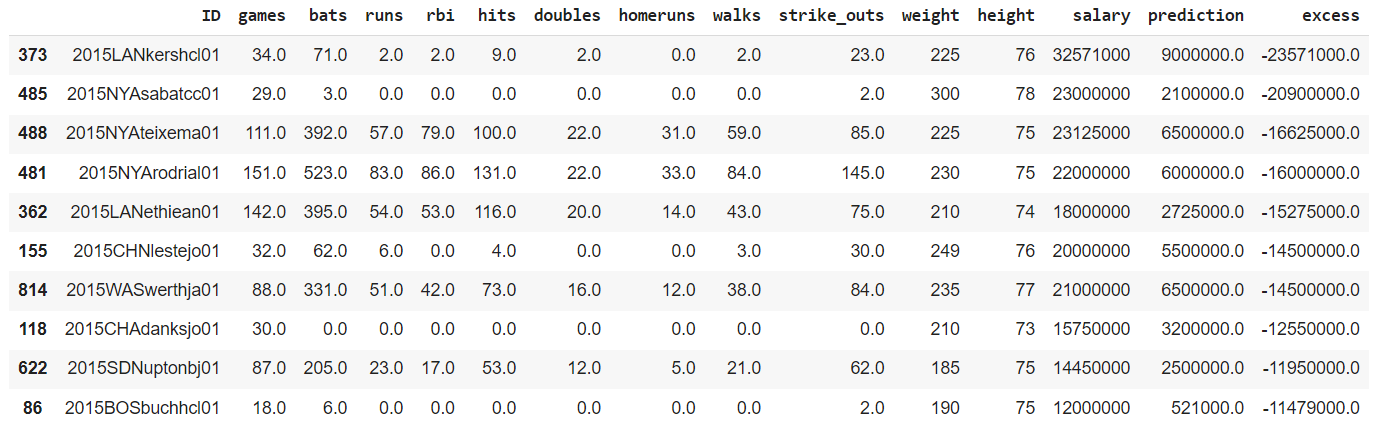 ID games bats runs rbi hits doubles homeruns walks strike_outs weight height salary prediction excess
373 2015LANkershcl01 34.0 71.0 2.0 2.0 9.0 2.0 0.0 2.0 23.0 225 76 32571000 9000000.0 -23571000.0
485 2015NYAsabatcc01 29.0 3.0 0.0 0.0 0.0 0.0 0.0 0.0 2.0 300 78 23000000 2100000.0 -20900000.0
488 2015NYAteixema01 111.0 392.0 57.0 79.0 100.0 22.0 31.0 59.0 85.0 225 75 23125000 6500000.0 -16625000.0
481 2015NYArodrial01 151.0 523.0 83.0 86.0 131.0 22.0 33.0 84.0 145.0 230 75 22000000 6000000.0 -16000000.0
362 2015LANethiean01 142.0 395.0 54.0 53.0 116.0 20.0 14.0 43.0 75.0 210 74 18000000 2725000.0 -15275000.0
155 2015CHNlestejo01 32.0 62.0 6.0 0.0 4.0 0.0 0.0 3.0 30.0 249 76 20000000 5500000.0 -14500000.0
814 2015WASwerthja01 88.0 331.0 51.0 42.0 73.0 16.0 12.0 38.0 84.0 235 77 21000000 6500000.0 -14500000.0
118 2015CHAdanksjo01 30.0 0.0 0.0 0.0 0.0 0.0 0.0 0.0 0.0 210 73 15750000 3200000.0 -12550000.0
622 2015SDNuptonbj01 87.0 205.0 23.0 17.0 53.0 12.0 5.0 21.0 62.0 185 75 14450000 2500000.0 -11950000.0
86 2015BOSbuchhcl01 18.0 6.0 0.0 0.0 0.0 0.0 0.0 0.0 2.0 190 75 12000000 521000.0 -11479000.0